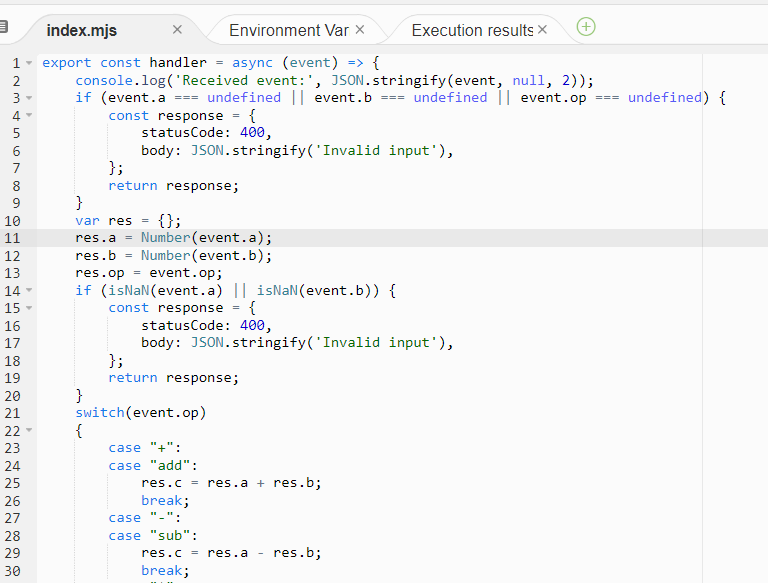 index.mjs × Environment Var × Execution results ×
1 export const handler = async (event) => {
2     console.log('Received event:', JSON.stringify(event, null, 2));
3     if (event.a === undefined || event.b === undefined || event.op === undefined) {
4         const response = {
5             statusCode: 400,
6             body: JSON.stringify('Invalid input'),
7         };
8         return response;
9     }
10     var res = {};
11     res.a = Number(event.a);
12     res.b = Number(event.b);
13     res.op = event.op;
14     if (isNaN(event.a) || isNaN(event.b)) {
15         const response = {
16             statusCode: 400,
17             body: JSON.stringify('Invalid input'),
18         };
19         return response;
20     }
21     switch(event.op)
22     {
23         case "+":
24         case "add":
25             res.c = res.a + res.b;
26             break;
27         case "-":
28         case "sub":
29             res.c = res.a - res.b;
30             break;